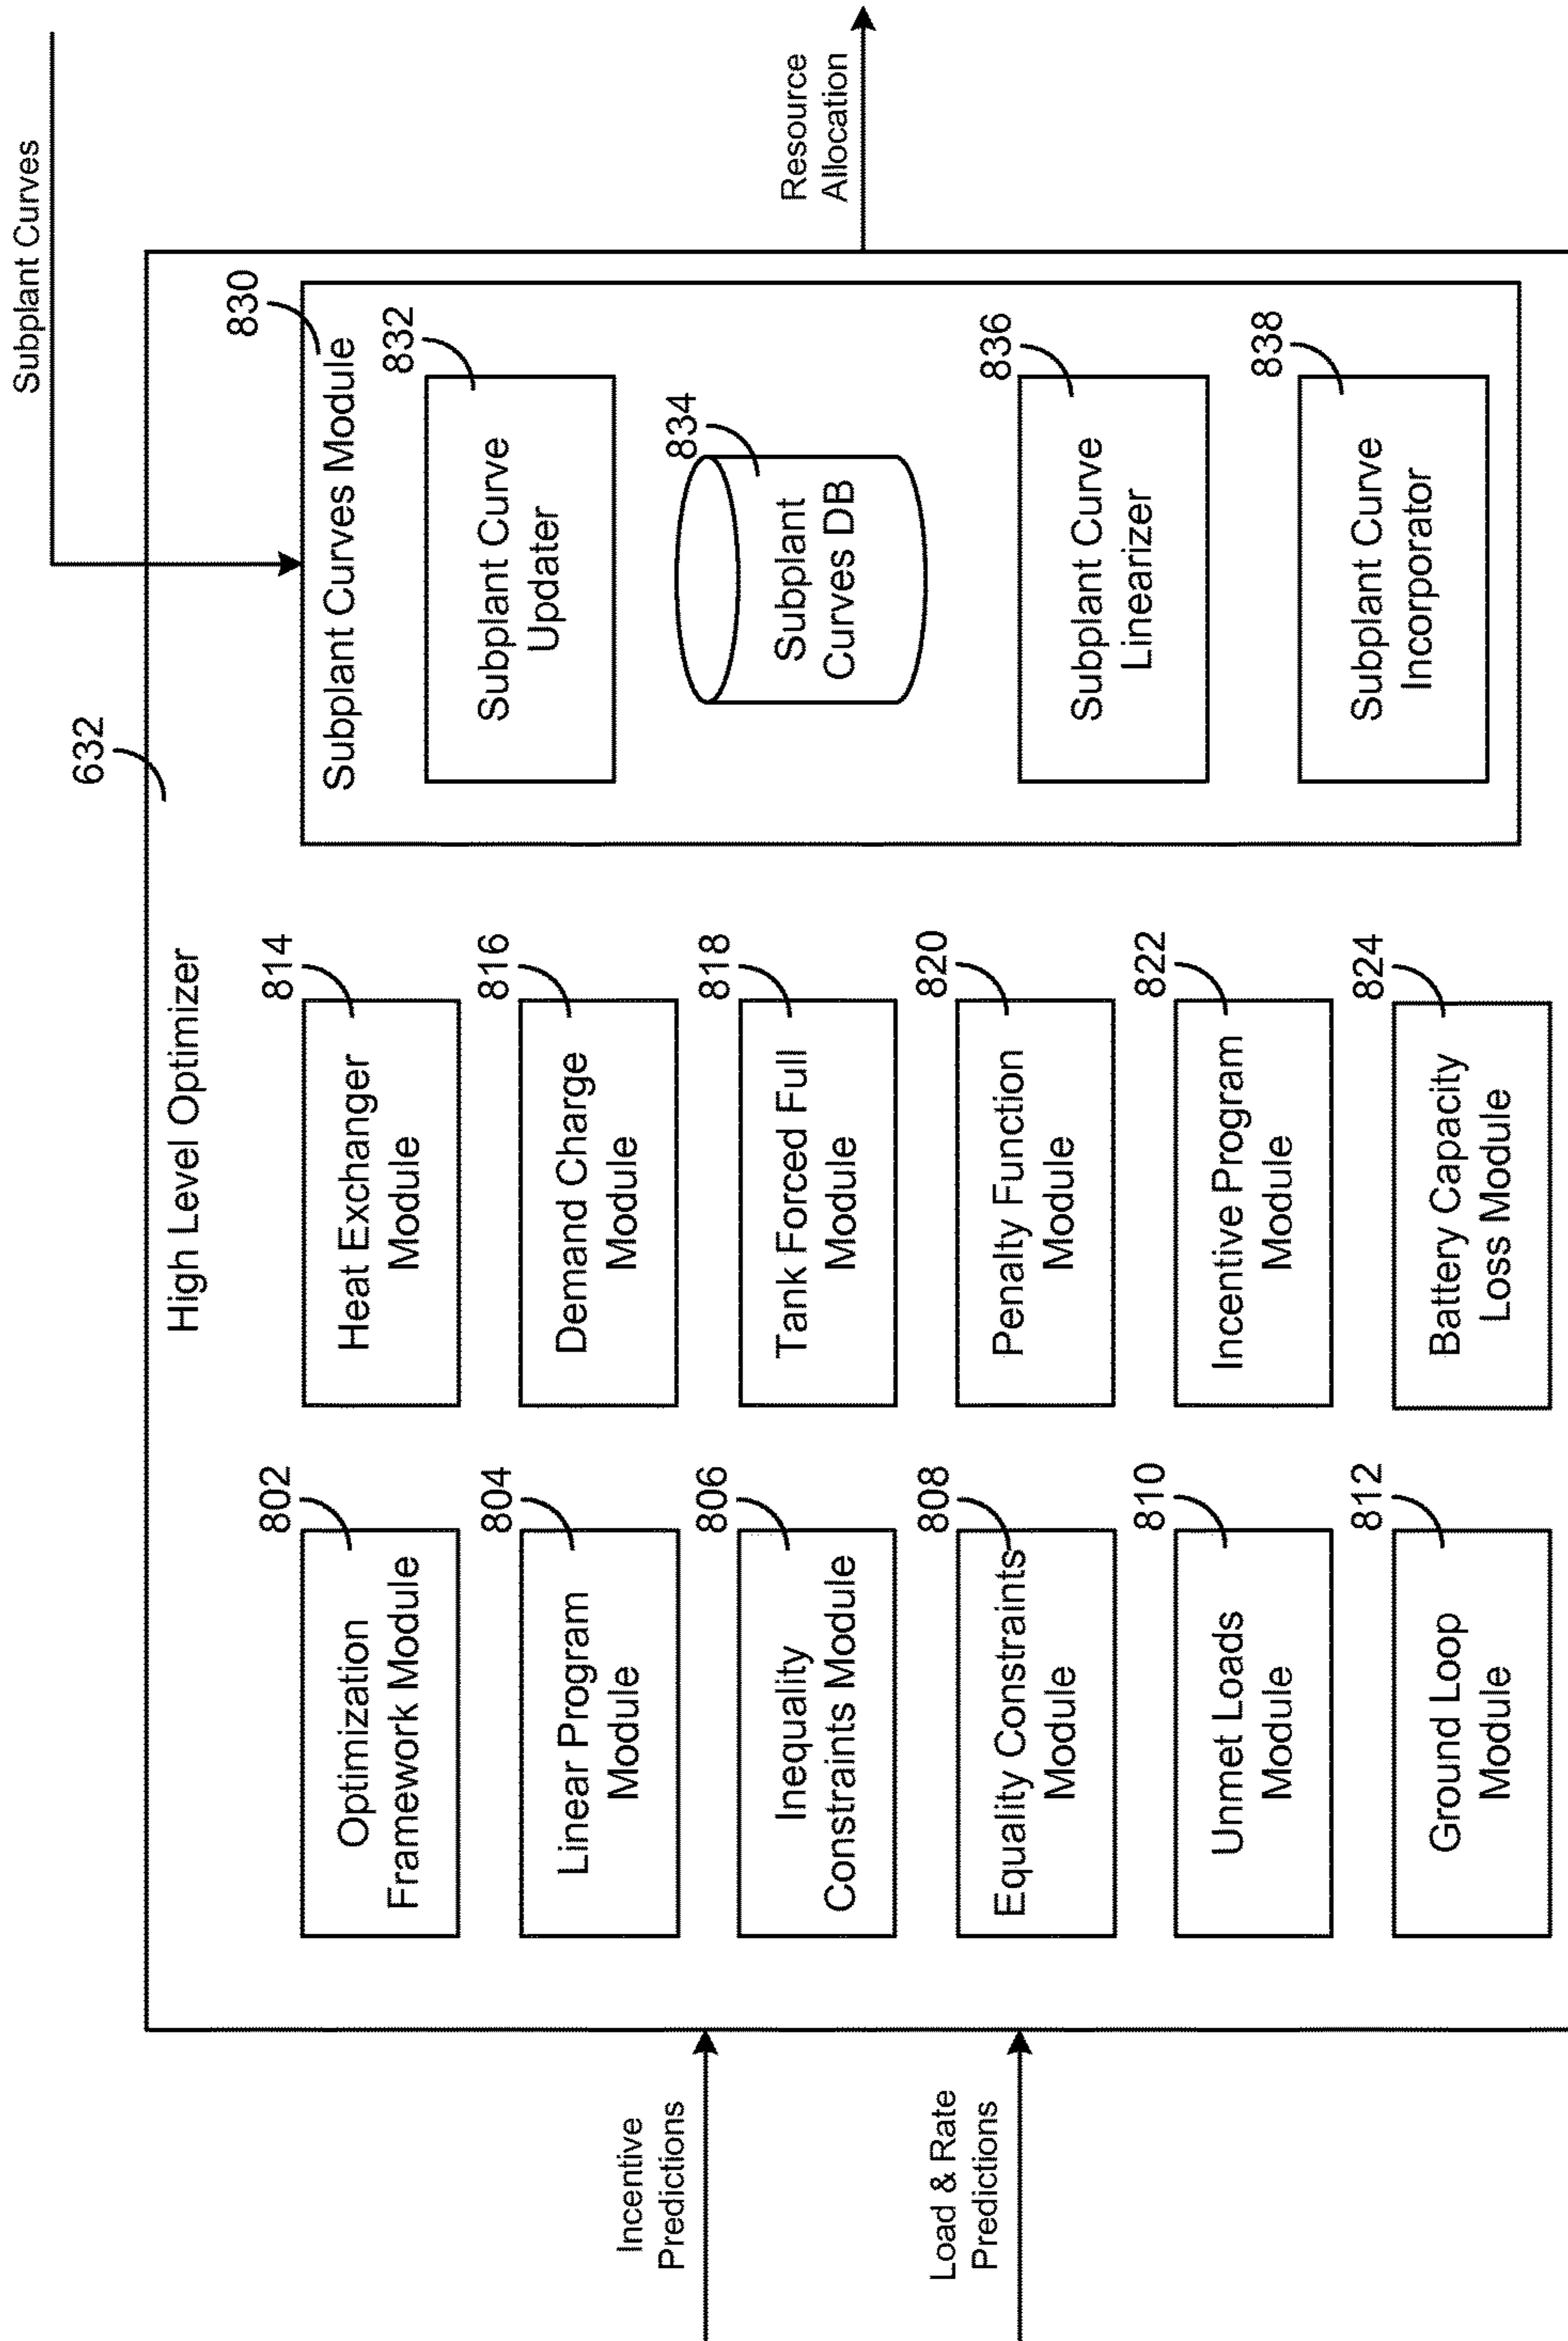 Subplant Curves
632
High Level Optimizer
Incentive
Predictions
Load & Rate
Predictions
802
Optimization
Framework Module
804
Linear Program
Module
806
Inequality
Constraints Module
808
Equality Constraints
Module
810
Unmet Loads
Module
812
Ground Loop
Module
814
Heat Exchanger
Module
816
Demand Charge
Module
818
Tank Forced Full
Module
820
Penalty Function
Module
822
Incentive Program
Module
824
Battery Capacity
Loss Module
830
Subplant Curves Module
832
Subplant Curve
Updater
834
Subplant
Curves DB
836
Subplant Curve
Linearizer
838
Subplant Curve
Incorporator
Resource
Allocation